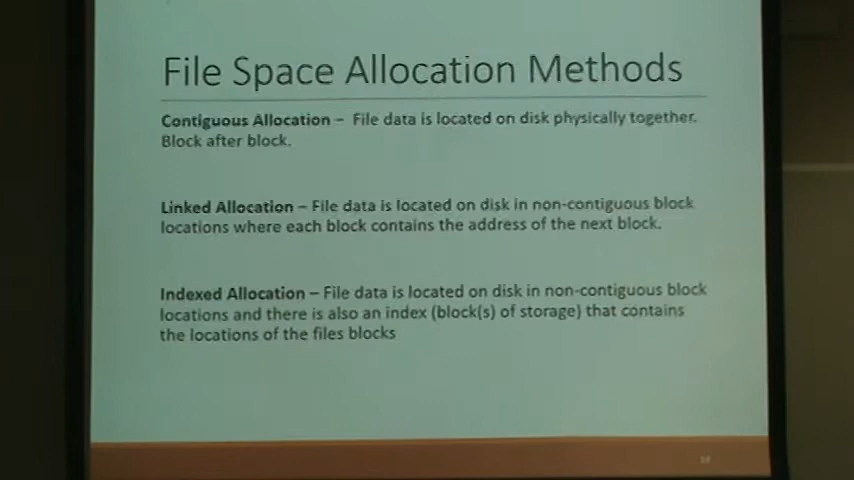 File Space Allocation Methods
Contiguous Allocation – File data is located on disk physically together.
Block after block.
Linked Allocation – File data is located on disk in non-contiguous block
locations where each block contains the address of the next block.
Indexed Allocation – File data is located on disk in non-contiguous block
locations and there is also an index (block(s) of storage) that contains
the locations of the files blocks